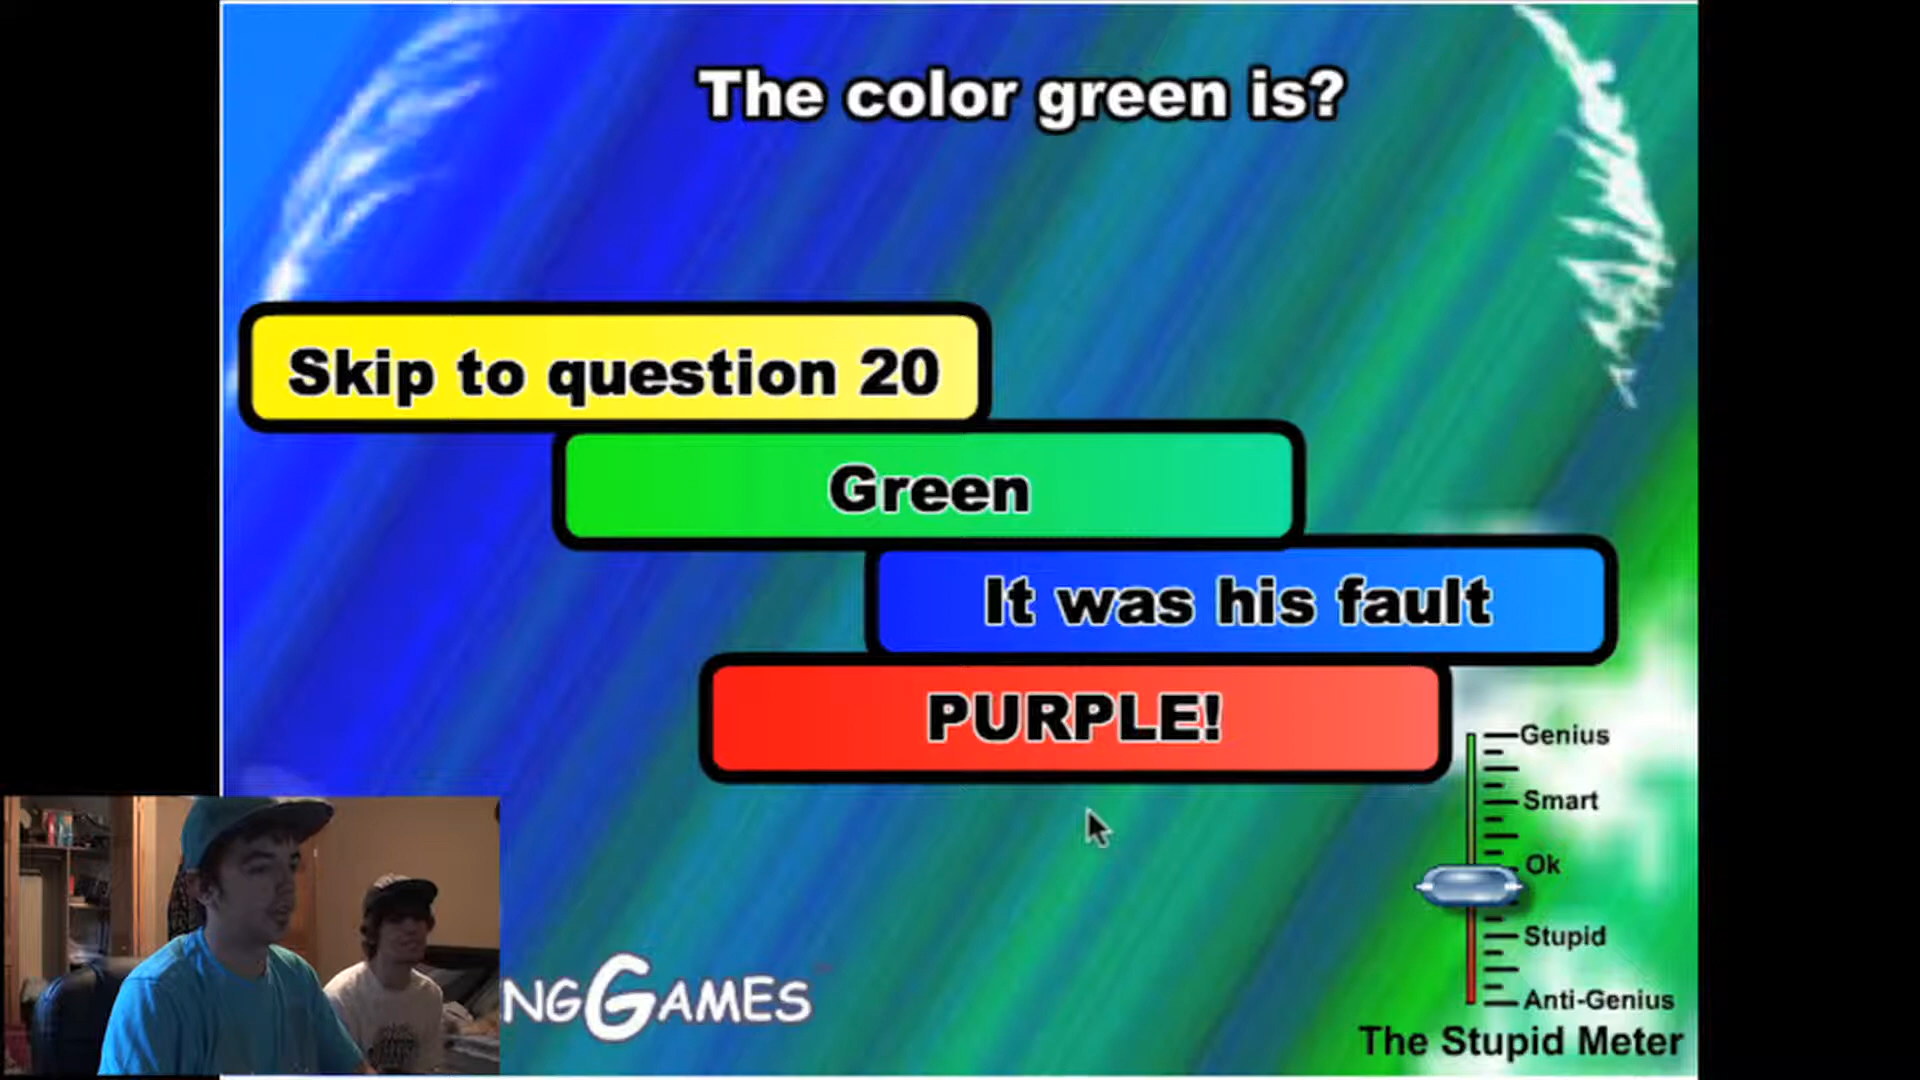 The color green is?
Skip to question 20
Green
It was his fault
PURPLE!
Genius
Smart
Ok
Stupid
Anti-Genius
The Stupid Meter
NGGAMES